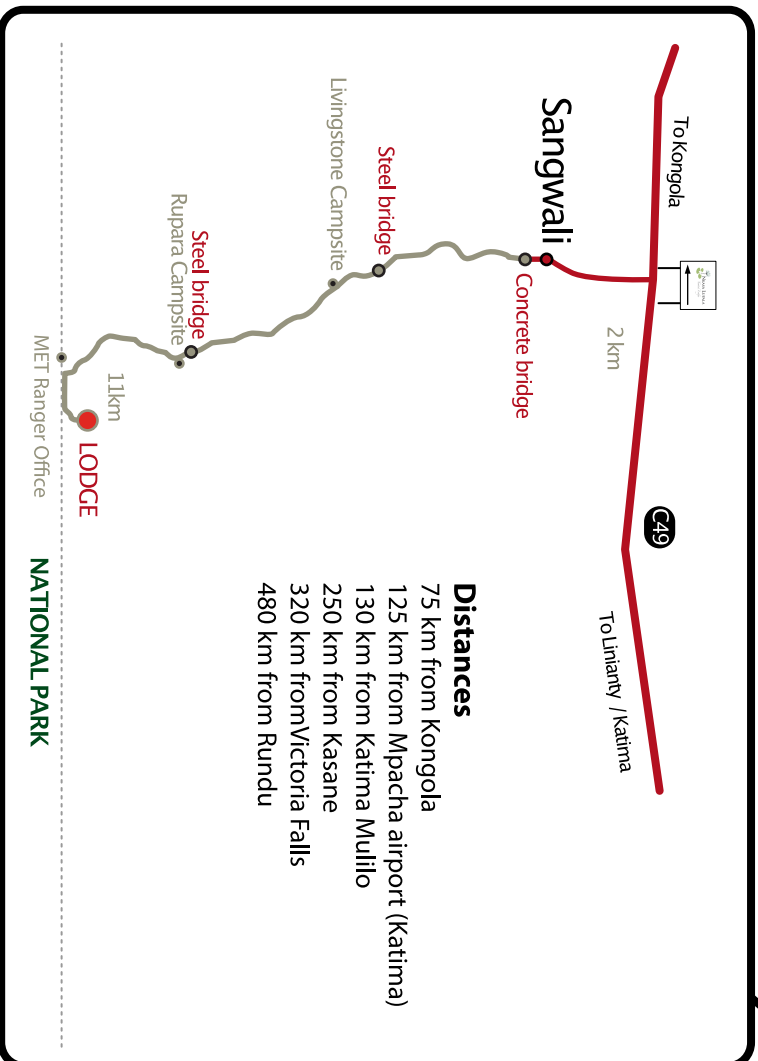 To Kongola
2 km
C49
To Linianty / Katima
Sangwali
Concrete bridge
Steel bridge
Livingstone Campsite
Steel bridge
Rupara Campsite
11km
LODGE
MET Ranger Office
NATIONAL PARK
Distances
75 km from Kongola
125 km from Mpacha airport (Katima)
130 km from Katima Mulilo
250 km from Kasane
320 km fromVictoria Falls
480 km from Rundu